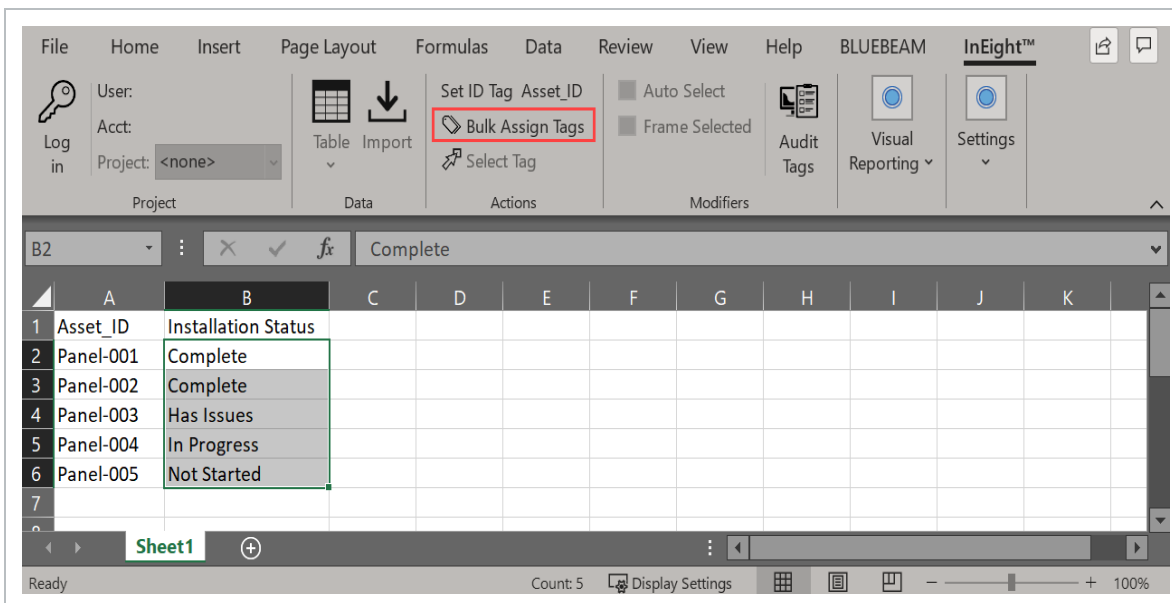 File Home Insert Page Layout Formulas Data Review View Help BLUEBEAM InEight™
Log in
User:
Acct:
Project: <none>
Project
Table Import
Data
Set ID Tag Asset_ID
Bulk Assign Tags
Select Tag
Actions
Auto Select
Frame Selected
Modifiers
Audit Tags
Visual Reporting
Settings
B2 fx Complete
A B C D E F G H I J K
1 Asset_ID Installation Status
2 Panel-001 Complete
3 Panel-002 Complete
4 Panel-003 Has Issues
5 Panel-004 In Progress
6 Panel-005 Not Started
7
Sheet1
Ready Count: 5 Display Settings 100%